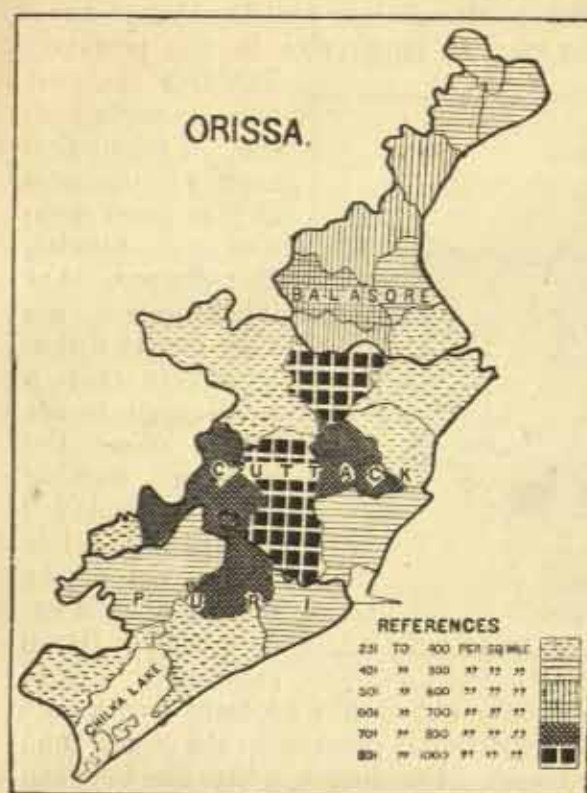 ORISSA.
BALASORE
CUTTACK
PURI
CHILKA LAKE
REFERENCES
231 TO 400 PER SQ MILE
401 " 500 " " "
501 " 600 " " "
601 " 700 " " "
701 " 800 " " "
801 " 1000 " " "